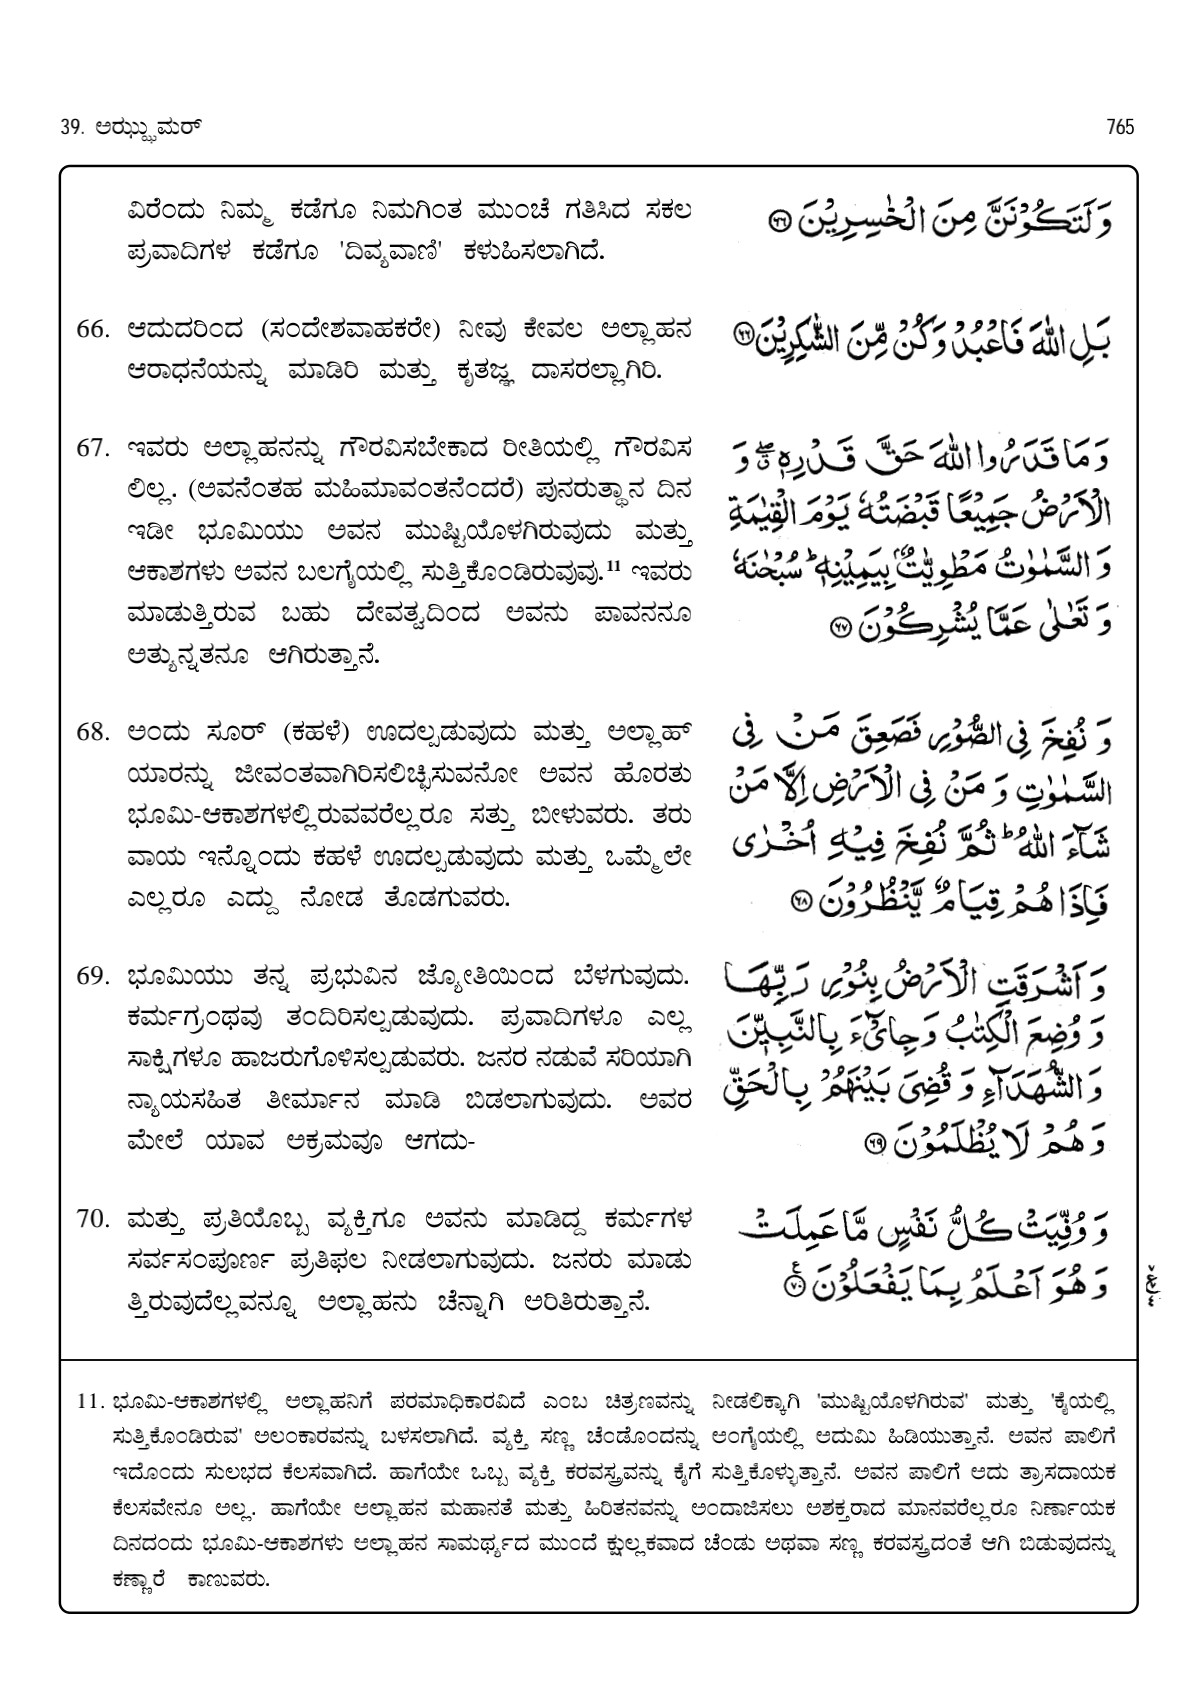 39. ಅಝ್ಝುಮರ್
765
ವಿರೆಂದು ನಿಮ್ಮ ಕಡೆಗೂ ನಿಮಗಿಂತ ಮುಂಚೆ ಗತಿಸಿದ ಸಕಲ
ಪ್ರವಾದಿಗಳ ಕಡೆಗೂ 'ದಿವ್ಯವಾಣಿ' ಕಳುಹಿಸಲಾಗಿದೆ.
وَلَتَكُوْنَنَّ مِنَ الْخٰسِرِيْنَ ﴿۶۵﴾
66. ಆದುದರಿಂದ (ಸಂದೇಶವಾಹಕರೇ) ನೀವು ಕೇವಲ ಅಲ್ಲಾಹನ
ಆರಾಧನೆಯನ್ನು ಮಾಡಿರಿ ಮತ್ತು ಕೃತಜ್ಞ ದಾಸರಲ್ಲಾಗಿರಿ.
بَلِ اللّٰهَ فَاعْبُدْ وَكُنْ مِّنَ الشّٰكِرِيْنَ ﴿۶۶﴾
67. ಇವರು ಅಲ್ಲಾಹನನ್ನು ಗೌರವಿಸಬೇಕಾದ ರೀತಿಯಲ್ಲಿ ಗೌರವಿಸ
ಲಿಲ್ಲ. (ಅವನೆಂತಹ ಮಹಿಮಾವಂತನೆಂದರೆ) ಪುನರುತ್ಥಾನ ದಿನ
ಇಡೀ ಭೂಮಿಯು ಅವನ ಮುಷ್ಟಿಯೊಳಗಿರುವುದು ಮತ್ತು
ಆಕಾಶಗಳು ಅವನ ಬಲಗೈಯಲ್ಲಿ ಸುತ್ತಿಕೊಂಡಿರುವುವು.¹¹ ಇವರು
ಮಾಡುತ್ತಿರುವ ಬಹು ದೇವತ್ವದಿಂದ ಅವನು ಪಾವನನೂ
ಅತ್ಯುನ್ನತನೂ ಆಗಿರುತ್ತಾನೆ.
وَمَا قَدَرُوا اللّٰهَ حَقَّ قَدْرِهٖ ۖ وَ
الْاَرْضُ جَمِيْعًا قَبْضَتُهٗ يَوْمَ الْقِيٰمَةِ
وَالسَّمٰوٰتُ مَطْوِيّٰتٌۢ بِيَمِيْنِهٖ ؕ سُبْحٰنَهٗ
وَتَعٰلٰى عَمَّا يُشْرِكُوْنَ ﴿۶۷﴾
68. ಅಂದು ಸೂರ್ (ಕಹಳೆ) ಊದಲ್ಪಡುವುದು ಮತ್ತು ಅಲ್ಲಾಹ್
ಯಾರನ್ನು ಜೀವಂತವಾಗಿರಿಸಲಿಚ್ಛಿಸುವನೋ ಅವನ ಹೊರತು
ಭೂಮಿ-ಆಕಾಶಗಳಲ್ಲಿರುವವರೆಲ್ಲರೂ ಸತ್ತು ಬೀಳುವರು. ತರು
ವಾಯ ಇನ್ನೊಂದು ಕಹಳೆ ಊದಲ್ಪಡುವುದು ಮತ್ತು ಒಮ್ಮೆಲೇ
ಎಲ್ಲರೂ ಎದ್ದು ನೋಡ ತೊಡಗುವರು.
وَنُفِخَ فِى الصُّوْرِ فَصَعِقَ مَنْ فِى
السَّمٰوٰتِ وَمَنْ فِى الْاَرْضِ اِلَّا مَنْ
شَآءَ اللّٰهُ ؕ ثُمَّ نُفِخَ فِيْهِ اُخْرٰى
فَاِذَا هُمْ قِيَامٌ يَّنْظُرُوْنَ ﴿۶۸﴾
69. ಭೂಮಿಯು ತನ್ನ ಪ್ರಭುವಿನ ಜ್ಯೋತಿಯಿಂದ ಬೆಳಗುವುದು.
ಕರ್ಮಗ್ರಂಥವು ತಂದಿರಿಸಲ್ಪಡುವುದು. ಪ್ರವಾದಿಗಳೂ ಎಲ್ಲ
ಸಾಕ್ಷಿಗಳೂ ಹಾಜರುಗೊಳಿಸಲ್ಪಡುವರು. ಜನರ ನಡುವೆ ಸರಿಯಾಗಿ
ನ್ಯಾಯಸಹಿತ ತೀರ್ಮಾನ ಮಾಡಿ ಬಿಡಲಾಗುವುದು. ಅವರ
ಮೇಲೆ ಯಾವ ಅಕ್ರಮವೂ ಆಗದು-
وَاَشْرَقَتِ الْاَرْضُ بِنُوْرِ رَبِّهَا
وَوُضِعَ الْكِتٰبُ وَجِاىْٓءَ بِالنَّبِيّٖنَ
وَالشُّهَدَآءِ وَقُضِىَ بَيْنَهُمْ بِالْحَقِّ
وَهُمْ لَا يُظْلَمُوْنَ ﴿۶۹﴾
70. ಮತ್ತು ಪ್ರತಿಯೊಬ್ಬ ವ್ಯಕ್ತಿಗೂ ಅವನು ಮಾಡಿದ್ದ ಕರ್ಮಗಳ
ಸರ್ವಸಂಪೂರ್ಣ ಪ್ರತಿಫಲ ನೀಡಲಾಗುವುದು. ಜನರು ಮಾಡು
ತ್ತಿರುವುದೆಲ್ಲವನ್ನೂ ಅಲ್ಲಾಹನು ಚೆನ್ನಾಗಿ ಅರಿತಿರುತ್ತಾನೆ.
وَوُفِّيَتْ كُلُّ نَفْسٍ مَّا عَمِلَتْ
وَهُوَ اَعْلَمُ بِمَا يَفْعَلُوْنَ ﴿۷۰﴾
11. ಭೂಮಿ-ಆಕಾಶಗಳಲ್ಲಿ ಅಲ್ಲಾಹನಿಗೆ ಪರಮಾಧಿಕಾರವಿದೆ ಎಂಬ ಚಿತ್ರಣವನ್ನು ನೀಡಲಿಕ್ಕಾಗಿ 'ಮುಷ್ಟಿಯೊಳಗಿರುವ' ಮತ್ತು 'ಕೈಯಲ್ಲಿ
ಸುತ್ತಿಕೊಂಡಿರುವ' ಅಲಂಕಾರವನ್ನು ಬಳಸಲಾಗಿದೆ. ವ್ಯಕ್ತಿ ಸಣ್ಣ ಚೆಂಡೊಂದನ್ನು ಅಂಗೈಯಲ್ಲಿ ಅದುಮಿ ಹಿಡಿಯುತ್ತಾನೆ. ಅವನ ಪಾಲಿಗೆ
ಇದೊಂದು ಸುಲಭದ ಕೆಲಸವಾಗಿದೆ. ಹಾಗೆಯೇ ಒಬ್ಬ ವ್ಯಕ್ತಿ ಕರವಸ್ತ್ರವನ್ನು ಕೈಗೆ ಸುತ್ತಿಕೊಳ್ಳುತ್ತಾನೆ. ಅವನ ಪಾಲಿಗೆ ಅದು ತ್ರಾಸದಾಯಕ
ಕೆಲಸವೇನೂ ಅಲ್ಲ. ಹಾಗೆಯೇ ಅಲ್ಲಾಹನ ಮಹಾನತೆ ಮತ್ತು ಹಿರಿತನವನ್ನು ಅಂದಾಜಿಸಲು ಅಶಕ್ತರಾದ ಮಾನವರೆಲ್ಲರೂ ನಿರ್ಣಾಯಕ
ದಿನದಂದು ಭೂಮಿ-ಆಕಾಶಗಳು ಅಲ್ಲಾಹನ ಸಾಮರ್ಥ್ಯದ ಮುಂದೆ ಕ್ಷುಲ್ಲಕವಾದ ಚೆಂಡು ಅಥವಾ ಸಣ್ಣ ಕರವಸ್ತ್ರದಂತೆ ಆಗಿ ಬಿಡುವುದನ್ನು
ಕಣ್ಣಾರೆ ಕಾಣುವರು.